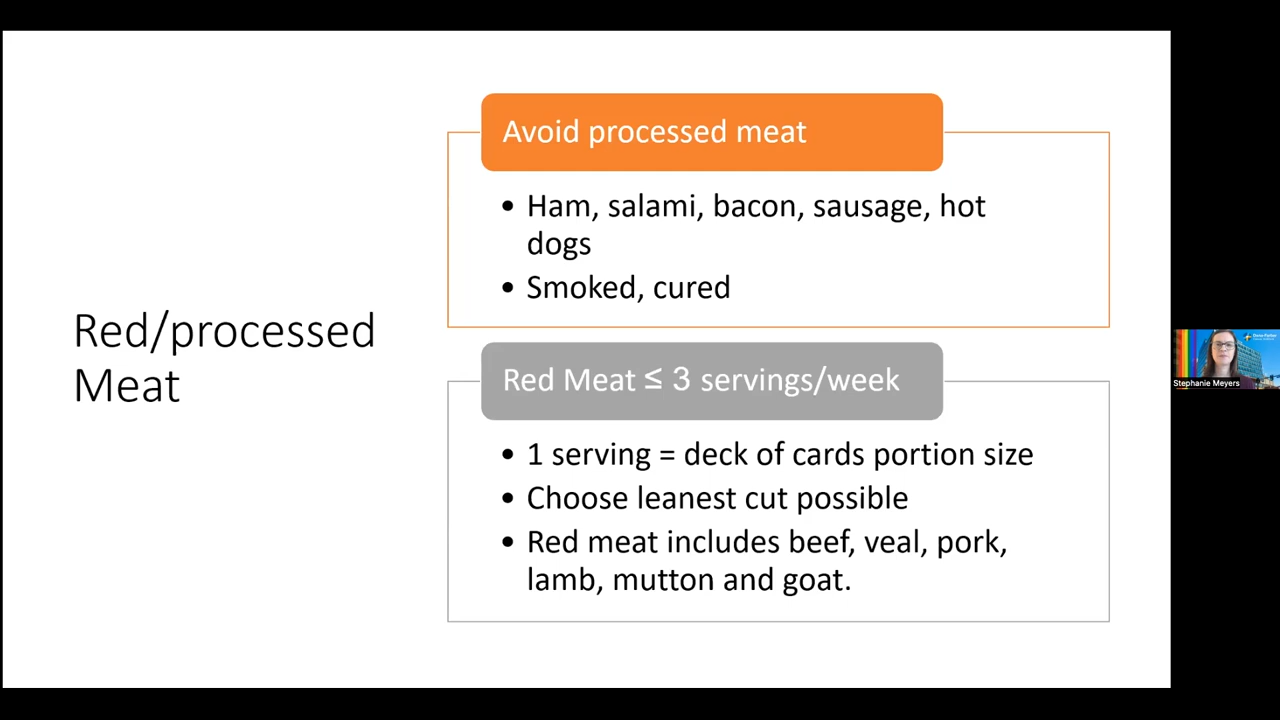 Red/processed
Meat
Avoid processed meat
• Ham, salami, bacon, sausage, hot
dogs
• Smoked, cured
Red Meat ≤ 3 servings/week
• 1 serving = deck of cards portion size
• Choose leanest cut possible
• Red meat includes beef, veal, pork,
lamb, mutton and goat.
Stephanie Meyers